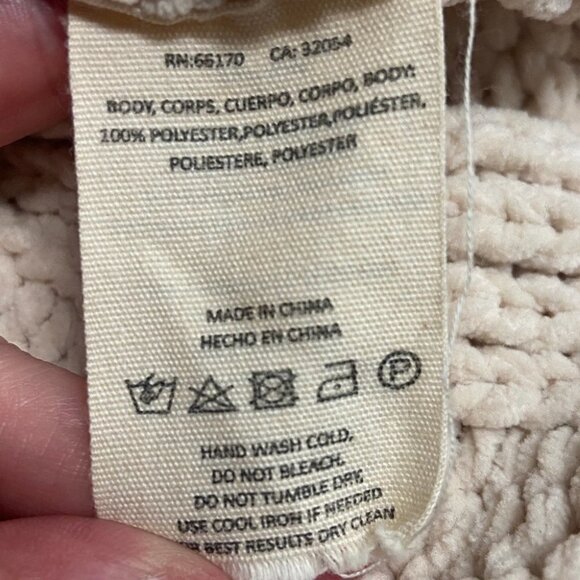 RN:66170 CA: 32054
BODY, CORPS, CUERPO, CORPO, BODY:
100% POLYESTER,POLYESTER,POLIÉSTER,
POLIESTERE, POLYESTER
MADE IN CHINA
HECHO EN CHINA
P
HAND WASH COLD,
DO NOT BLEACH,
DO NOT TUMBLE DRY,
USE COOL IRON IF NEEDED
OR BEST RESULTS DRY CLEAN